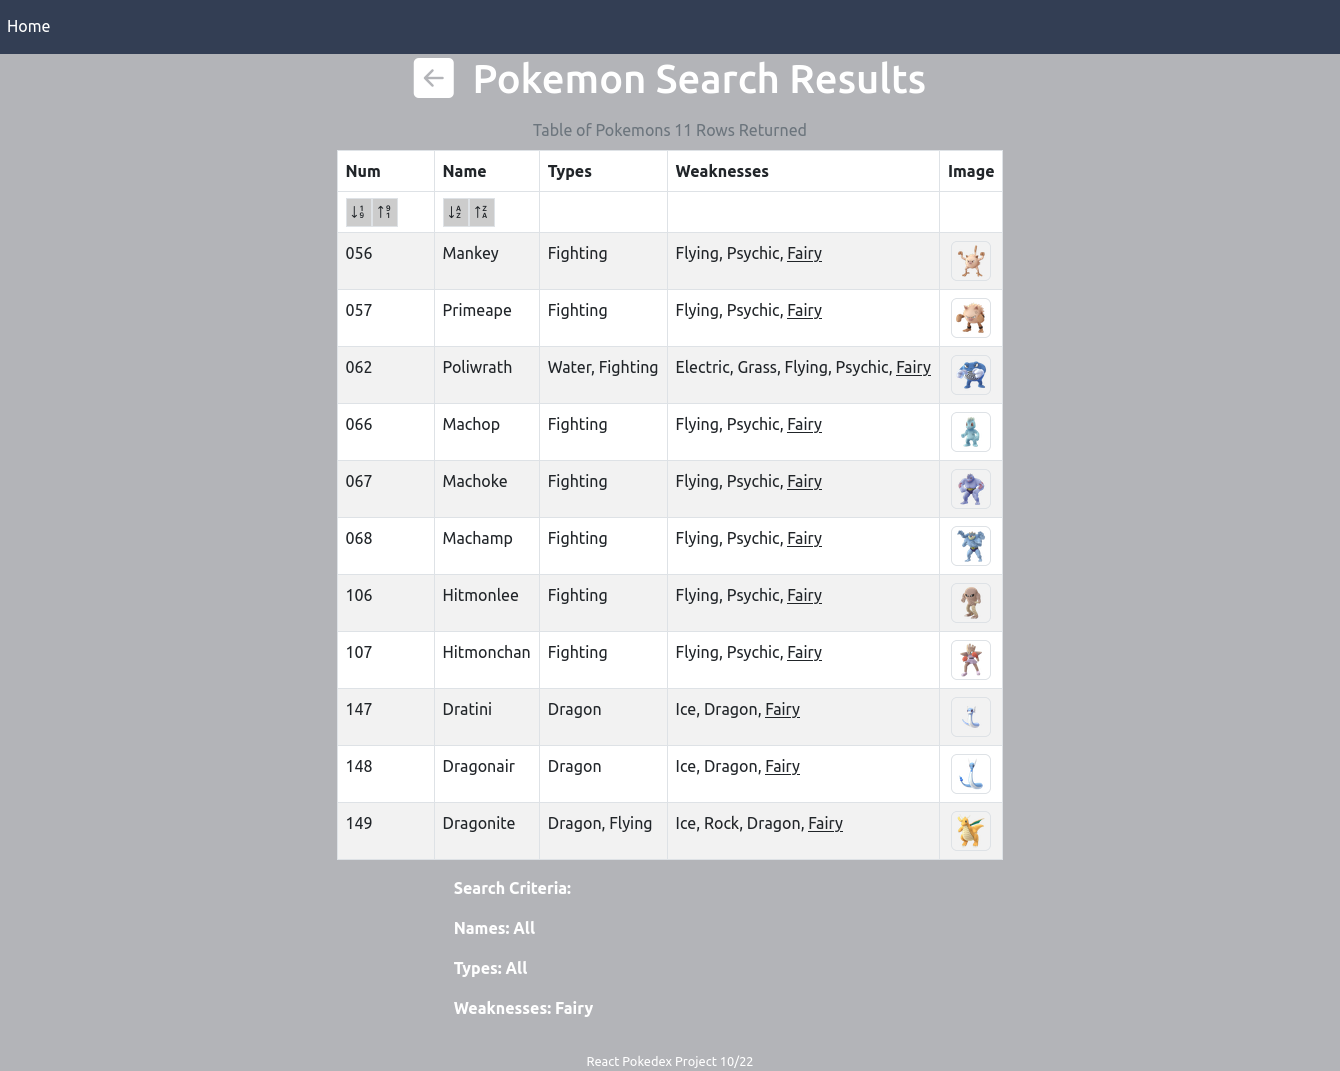 Home
Pokemon Search Results
Table of Pokemons 11 Rows Returned
Num Name Types Weaknesses Image
1 9 9 1 A Z Z A
056 Mankey Fighting Flying, Psychic, Fairy
057 Primeape Fighting Flying, Psychic, Fairy
062 Poliwrath Water, Fighting Electric, Grass, Flying, Psychic, Fairy
066 Machop Fighting Flying, Psychic, Fairy
067 Machoke Fighting Flying, Psychic, Fairy
068 Machamp Fighting Flying, Psychic, Fairy
106 Hitmonlee Fighting Flying, Psychic, Fairy
107 Hitmonchan Fighting Flying, Psychic, Fairy
147 Dratini Dragon Ice, Dragon, Fairy
148 Dragonair Dragon Ice, Dragon, Fairy
149 Dragonite Dragon, Flying Ice, Rock, Dragon, Fairy
Search Criteria:
Names: All
Types: All
Weaknesses: Fairy
React Pokedex Project 10/22